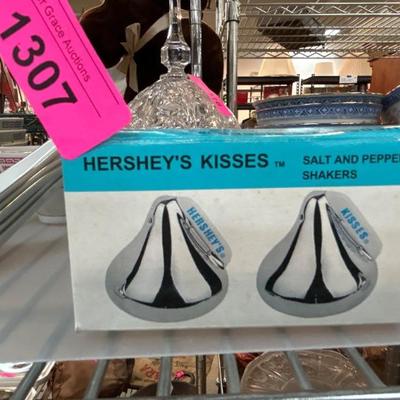 Grace Auctions
1307
HERSHEY'S KISSES TM
SALT AND PEPPER
SHAKERS
HERSHEY'S
KISSES®